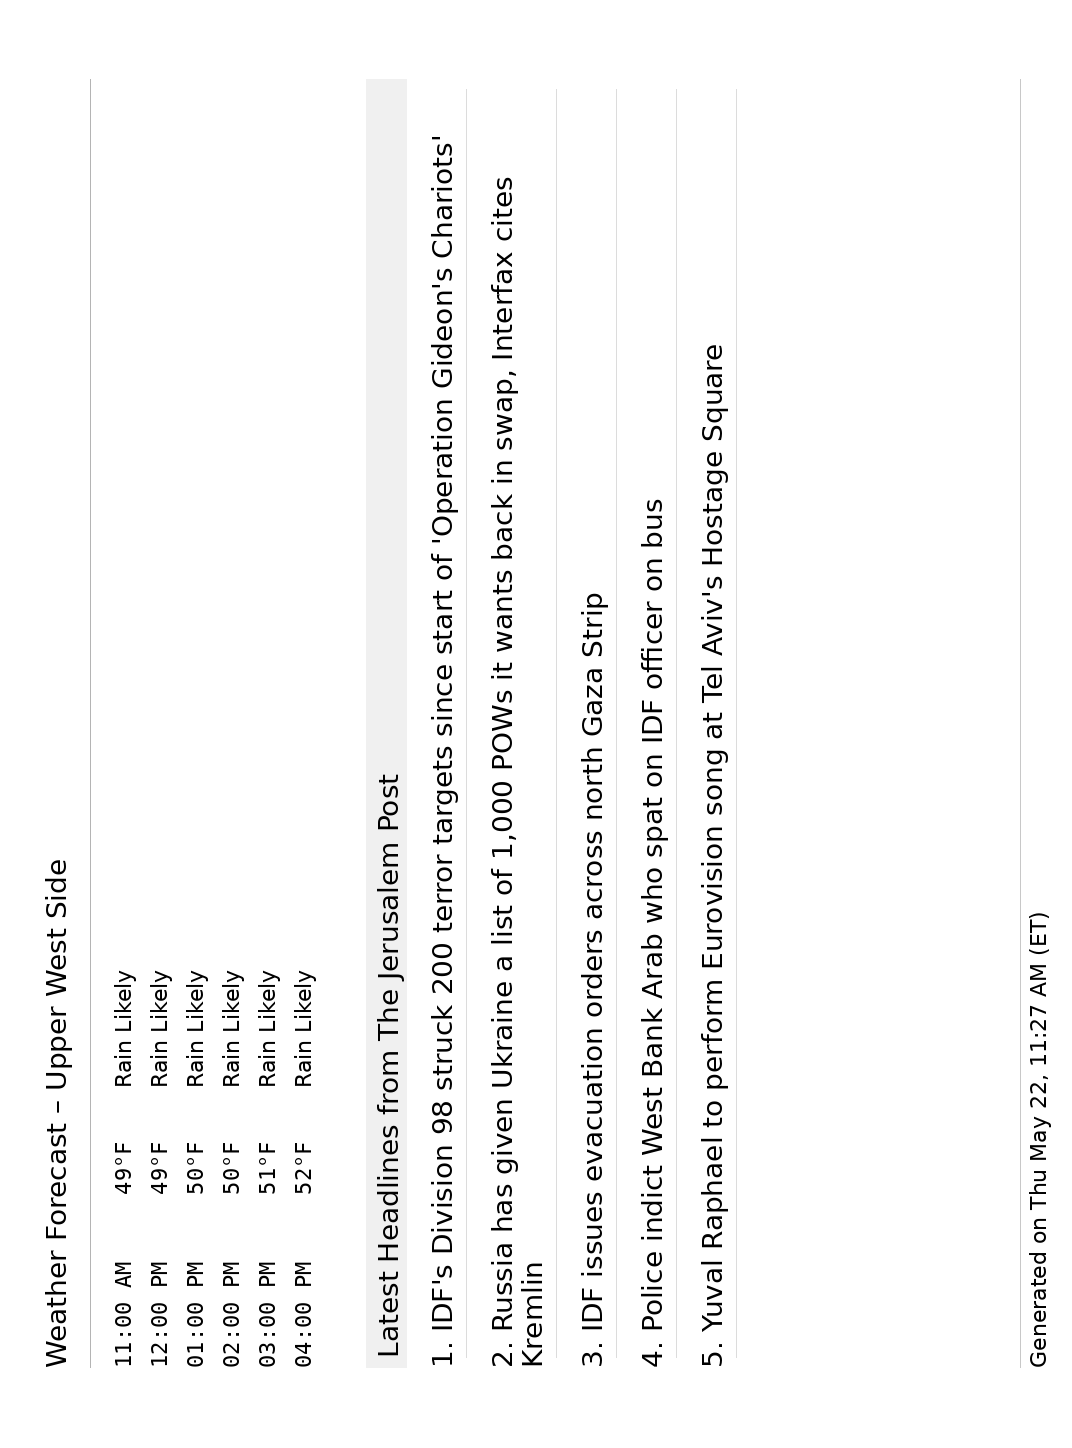 Weather Forecast – Upper West Side
11:00 AM 49°F Rain Likely
12:00 PM 49°F Rain Likely
01:00 PM 50°F Rain Likely
02:00 PM 50°F Rain Likely
03:00 PM 51°F Rain Likely
04:00 PM 52°F Rain Likely
Latest Headlines from The Jerusalem Post
1. IDF's Division 98 struck 200 terror targets since start of 'Operation Gideon's Chariots'
2. Russia has given Ukraine a list of 1,000 POWs it wants back in swap, Interfax cites
Kremlin
3. IDF issues evacuation orders across north Gaza Strip
4. Police indict West Bank Arab who spat on IDF officer on bus
5. Yuval Raphael to perform Eurovision song at Tel Aviv's Hostage Square
Generated on Thu May 22, 11:27 AM (ET)